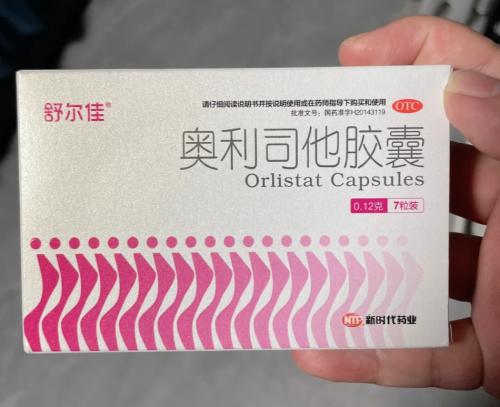 舒尔佳®
请仔细阅读说明书并按说明使用或在药师指导下购买和使用
批准文号：国药准字H20143119
OTC
奥利司他胶囊
Orlistat Capsules
0.12克 7粒装
NTP 新时代药业